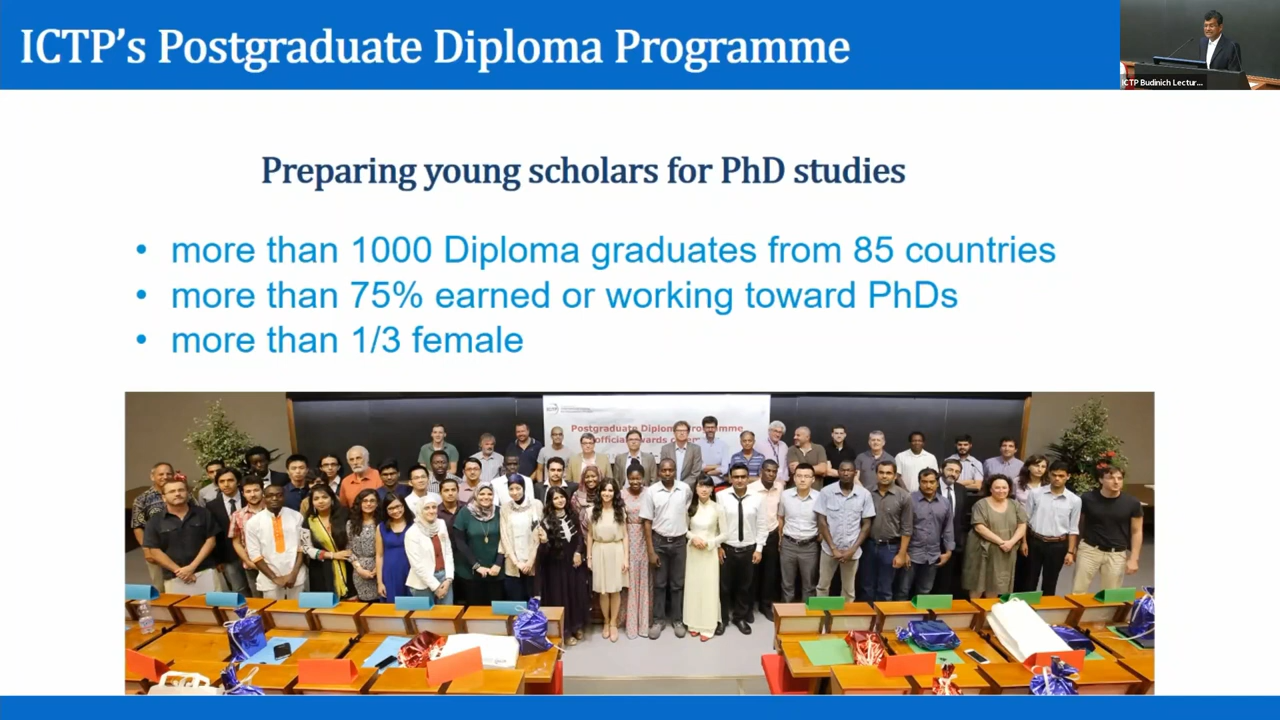 ICTP's Postgraduate Diploma Programme
ICTP Budinich Lectur...
Preparing young scholars for PhD studies
• more than 1000 Diploma graduates from 85 countries
• more than 75% earned or working toward PhDs
• more than 1/3 female
Postgraduate Diploma Programme